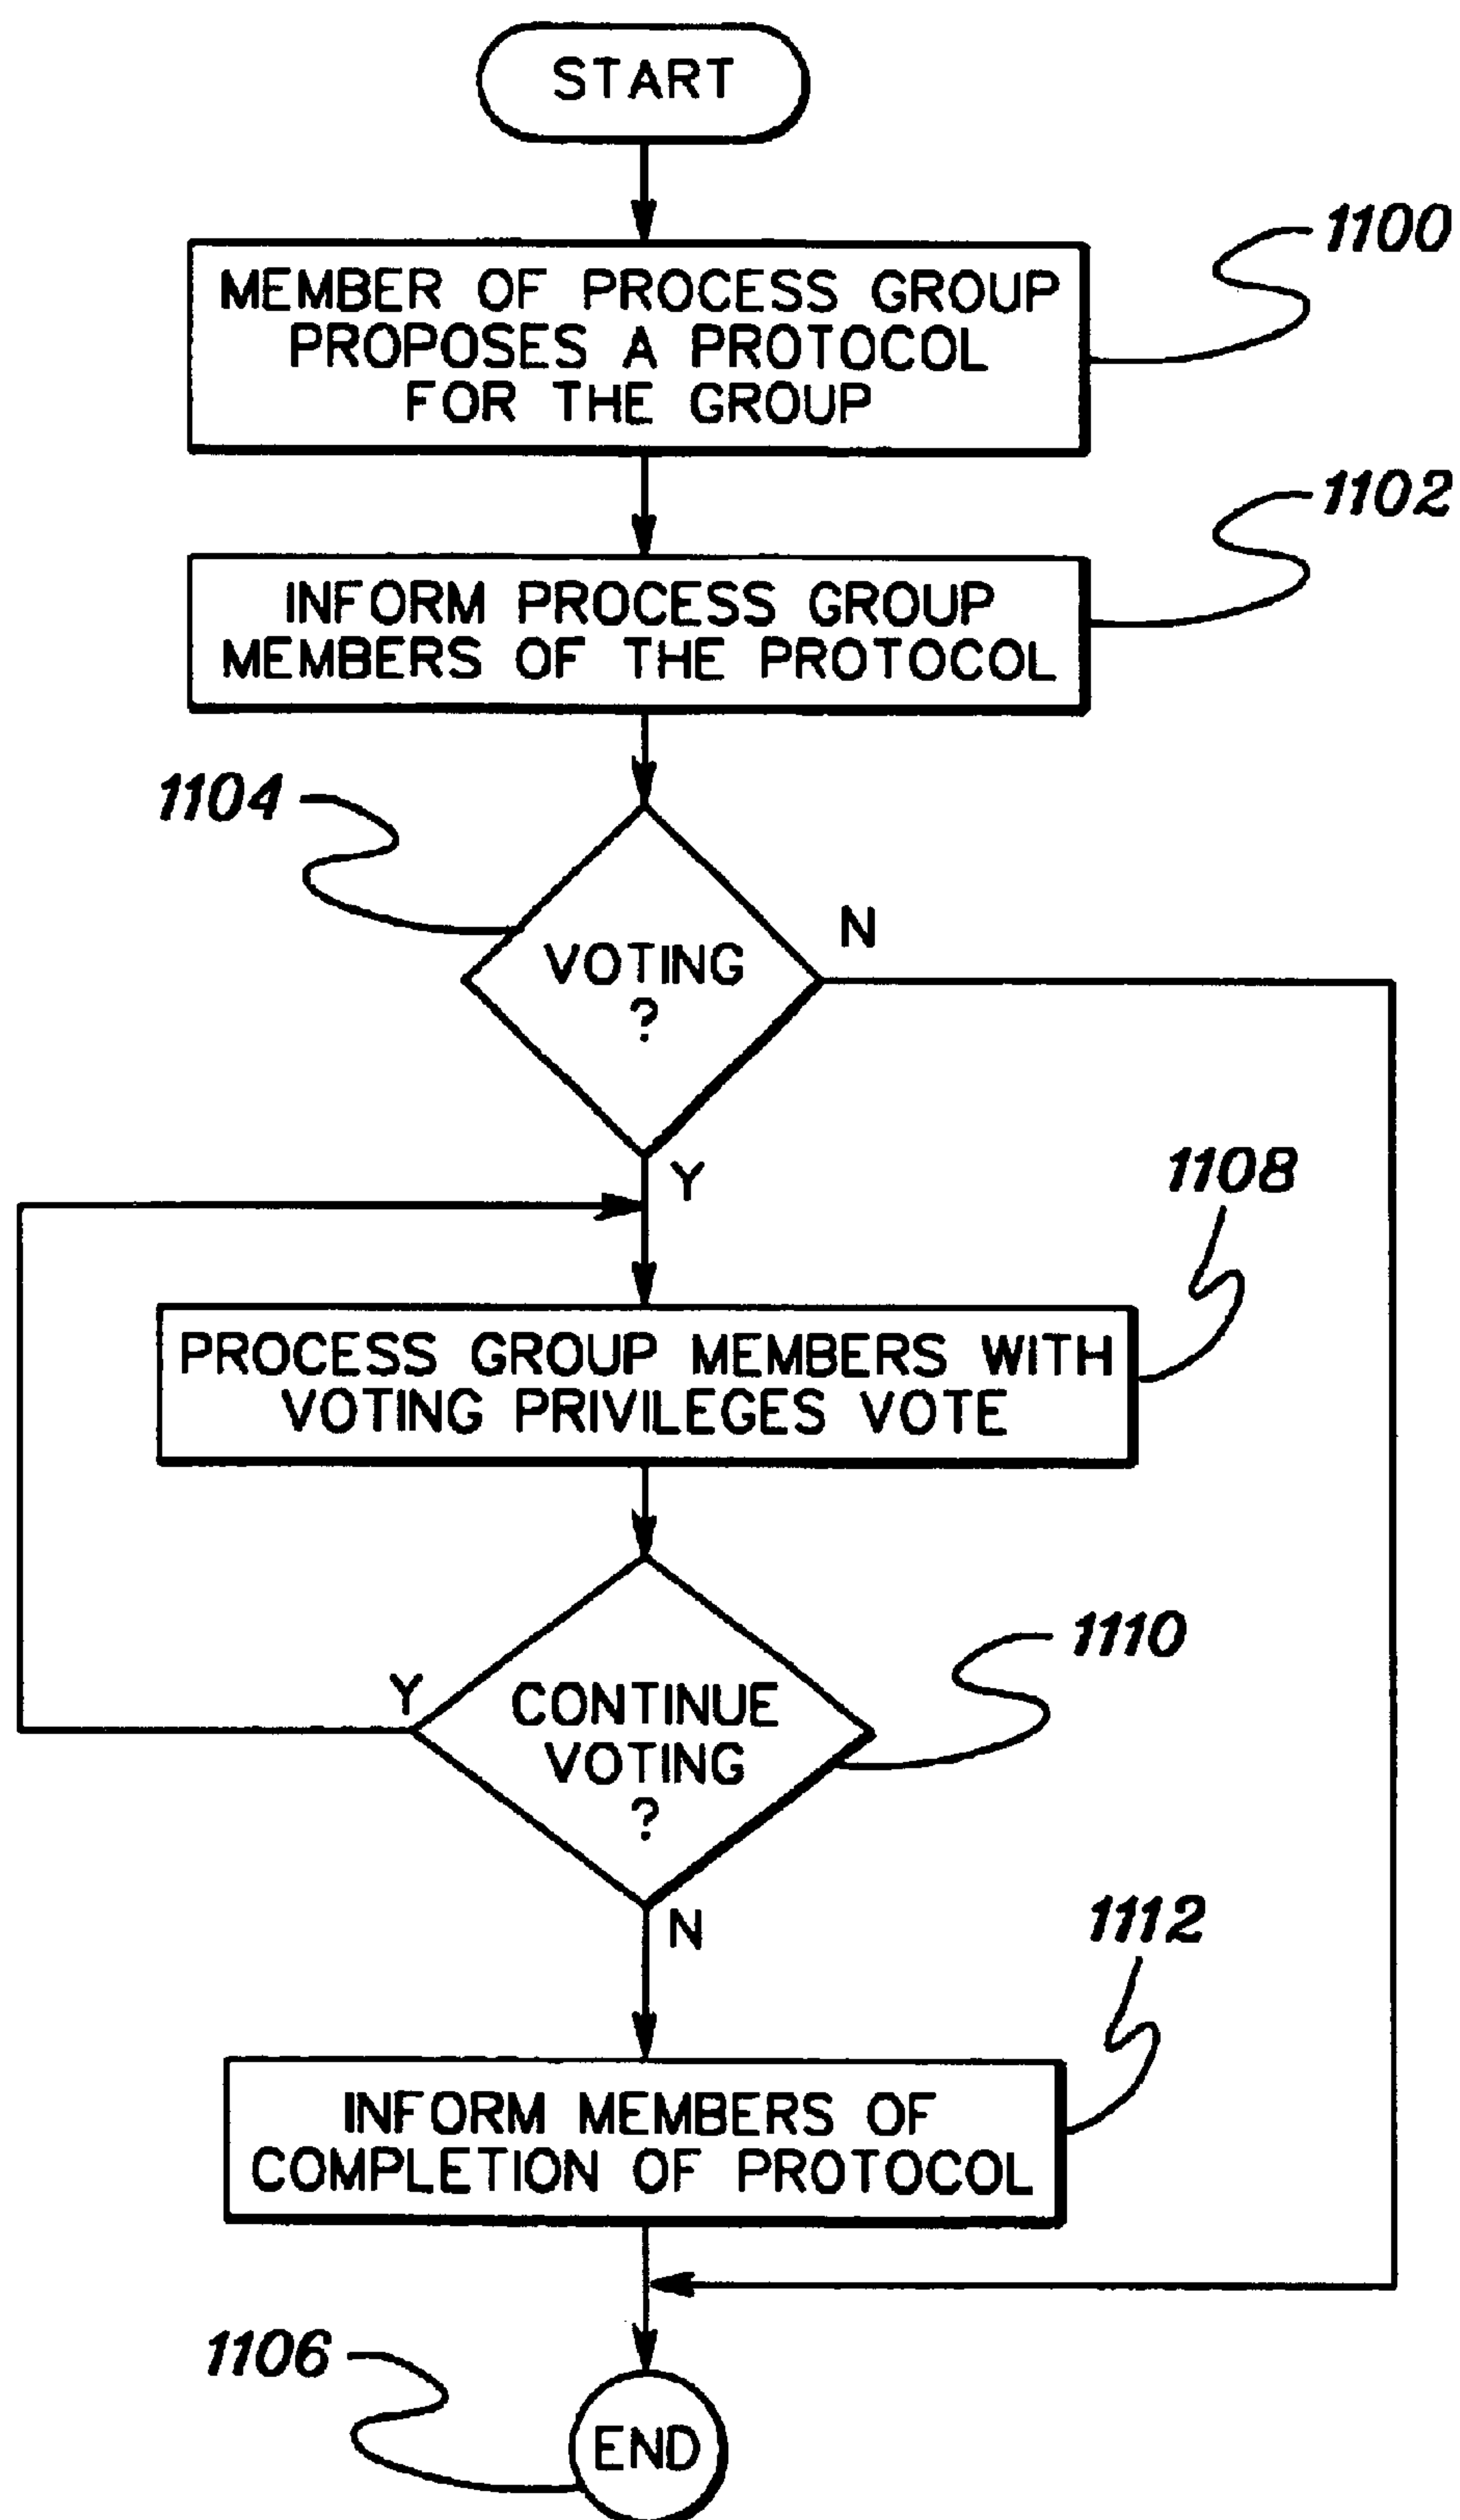 START
1100
MEMBER OF PROCESS GROUP
PROPOSES A PROTOCOL
FOR THE GROUP
1102
INFORM PROCESS GROUP
MEMBERS OF THE PROTOCOL
1104
N
VOTING
?
Y
1108
PROCESS GROUP MEMBERS WITH
VOTING PRIVILEGES VOTE
1110
Y
CONTINUE
VOTING
?
N
1112
INFORM MEMBERS OF
COMPLETION OF PROTOCOL
1106
END